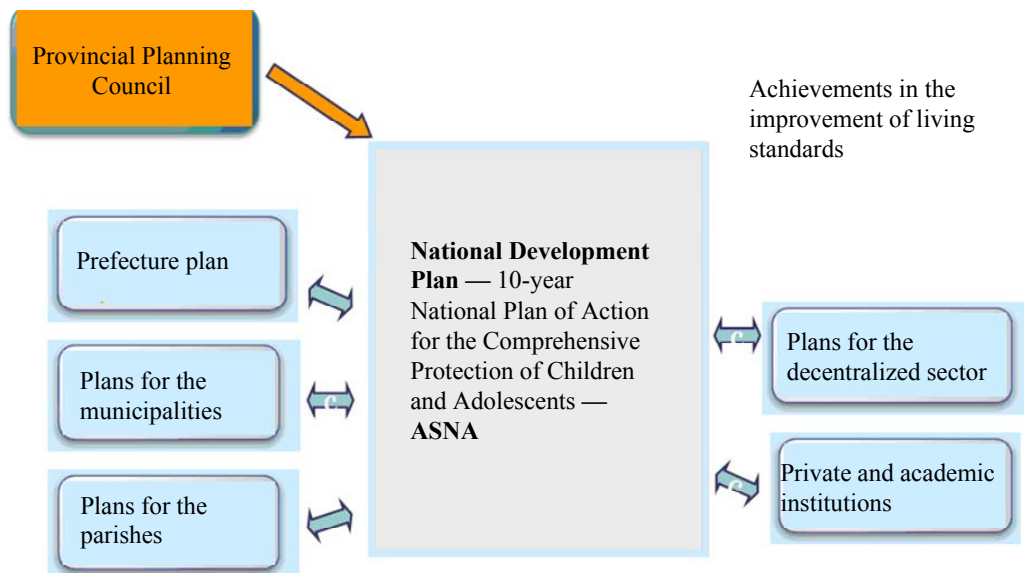 Provincial Planning
Council
Achievements in the
improvement of living
standards
Prefecture plan
Plans for the
municipalities
Plans for the
parishes
National Development
Plan — 10-year
National Plan of Action
for the Comprehensive
Protection of Children
and Adolescents —
ASNA
Plans for the
decentralized sector
Private and academic
institutions